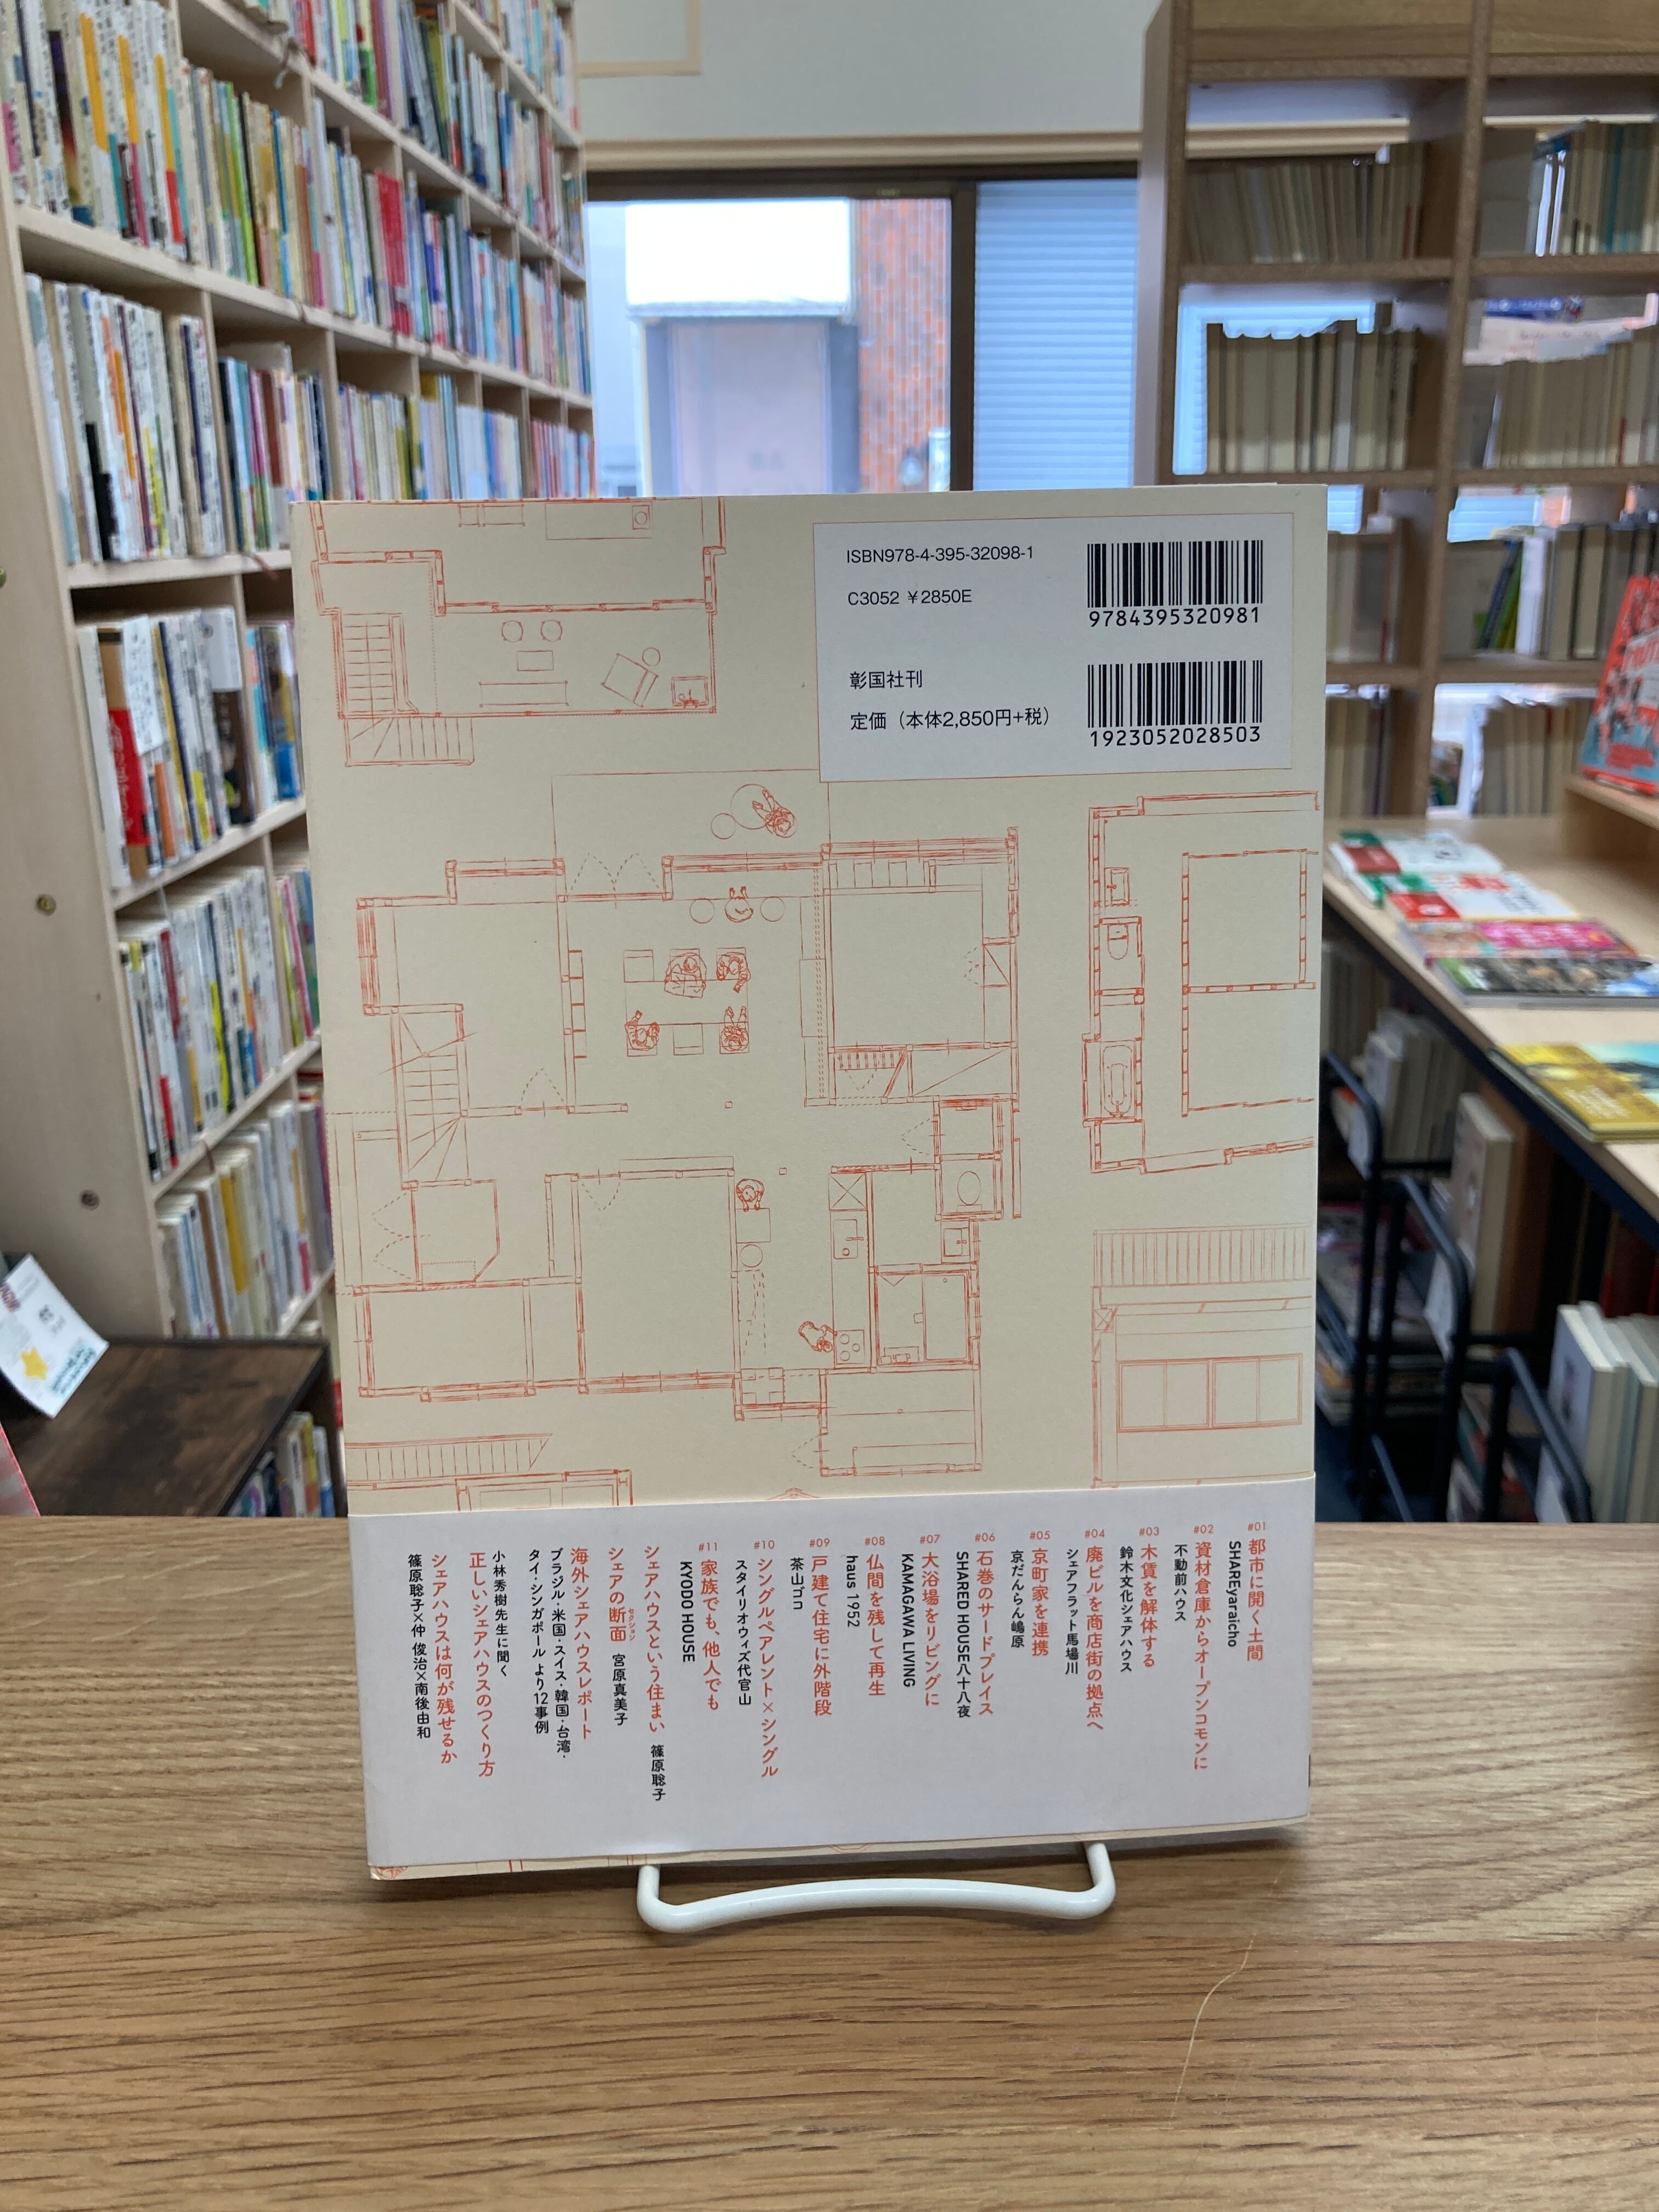 ISBN978-4-395-32098-1
C3052 ¥2850E
9784395320981
彰国社刊
定価（本体2,850円+税）
1923052028503
#01
都市に開く土間
SHAREyaraicho
#02
資材倉庫からオープンコモンに
不動前ハウス
#03
木賃を解体する
鈴木文化シェアハウス
#04
廃ビルを商店街の拠点へ
シェアフラット馬場川
#05
京町家を連携
京だんらん嶋原
#06
石巻のサードプレイス
SHARED HOUSE八十八夜
#07
大浴場をリビングに
KAMAGAWA LIVING
#08
仏間を残して再生
haus 1952
#09
戸建て住宅に外階段
茶山ゴコ
#10
シングルペアレント×シングル
スタイリオウィズ代官山
#11
家族でも、他人でも
KYODO HOUSE
シェアハウスという住まい 篠原聡子
シェアの断面 宮原真美子
セクション
海外シェアハウスレポート
ブラジル・米国・スイス・韓国・台湾・
タイ・シンガポール より12事例
小林秀樹先生に聞く
正しいシェアハウスのつくり方
シェアハウスは何が残せるか
篠原聡子×仲 俊治×南後由和